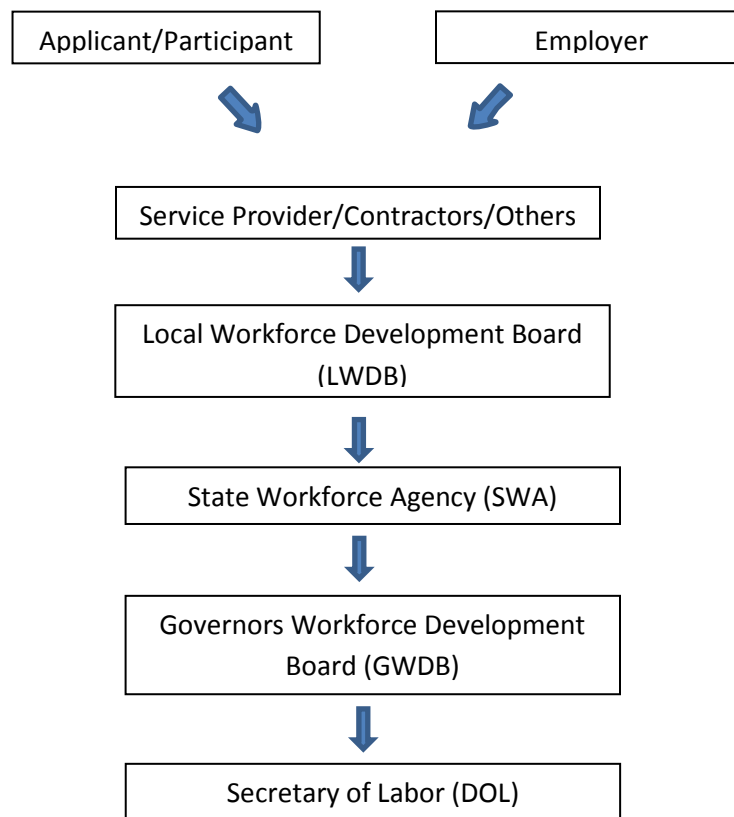 Applicant/Participant
Employer
Service Provider/Contractors/Others
Local Workforce Development Board
(LWDB)
State Workforce Agency (SWA)
Governors Workforce Development
Board (GWDB)
Secretary of Labor (DOL)